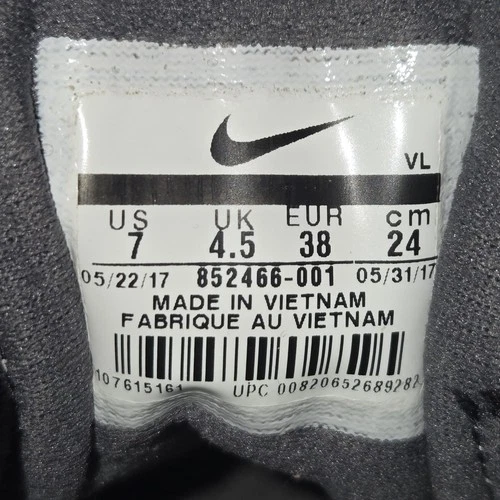 VL
US UK EUR cm
7 4.5 38 24
05/22/17 852466-001 05/31/17
MADE IN VIETNAM
FABRIQUE AU VIETNAM
107615161 UPC 00820652689282